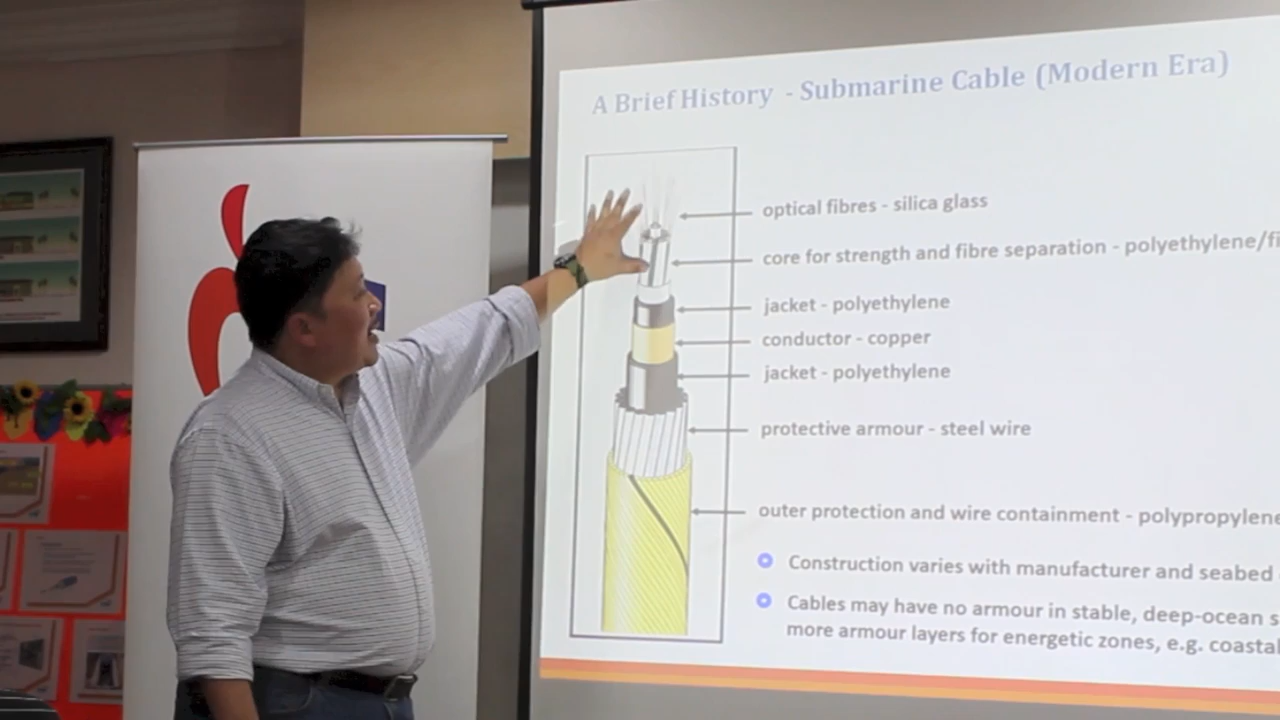 A Brief History - Submarine Cable (Modern Era)
optical fibres - silica glass
core for strength and fibre separation - polyethylene/fi
jacket - polyethylene
conductor - copper
jacket - polyethylene
protective armour - steel wire
outer protection and wire containment - polypropylene
Construction varies with manufacturer and seabed
Cables may have no armour in stable, deep-ocean s
more armour layers for energetic zones, e.g. coastal